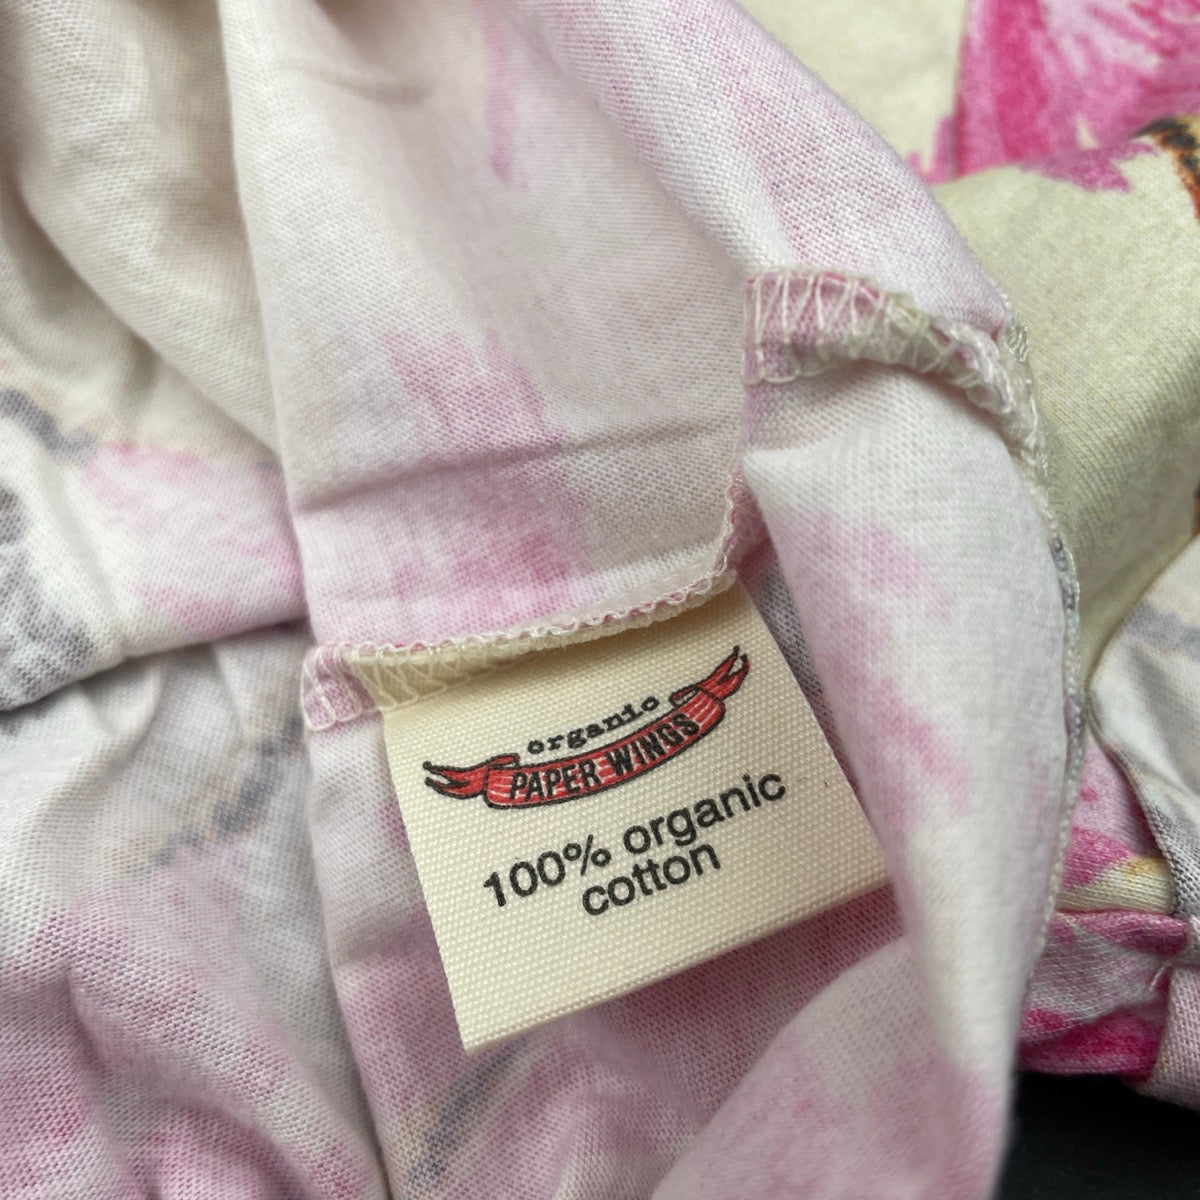 organic
PAPER WINGS
100% organic
cotton